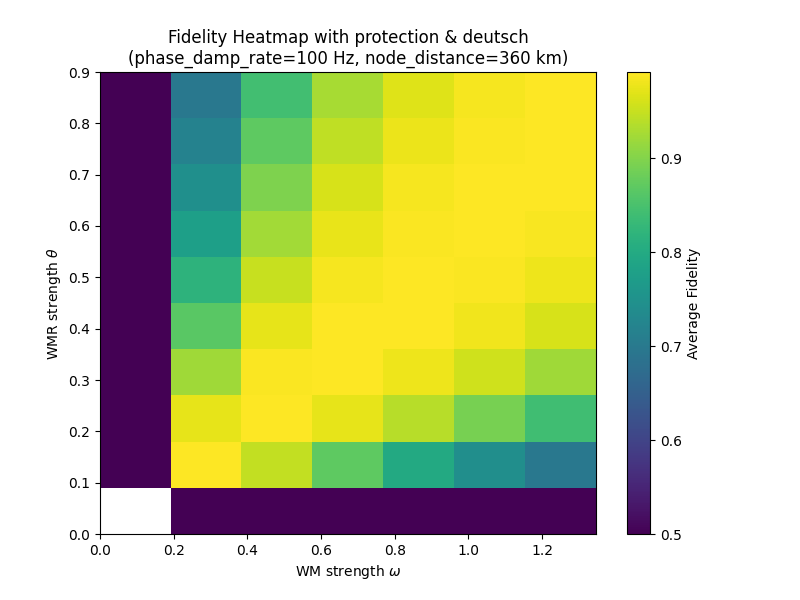 Fidelity Heatmap with protection & deutsch
(phase_damp_rate=100 Hz, node_distance=360 km)
0.9
0.8
0.7
0.6
0.5
0.4
0.3
0.2
0.1
0.0
WMR strength θ
0.0 0.2 0.4 0.6 0.8 1.0 1.2
WM strength ω
0.9
0.8
0.7
0.6
0.5
Average Fidelity